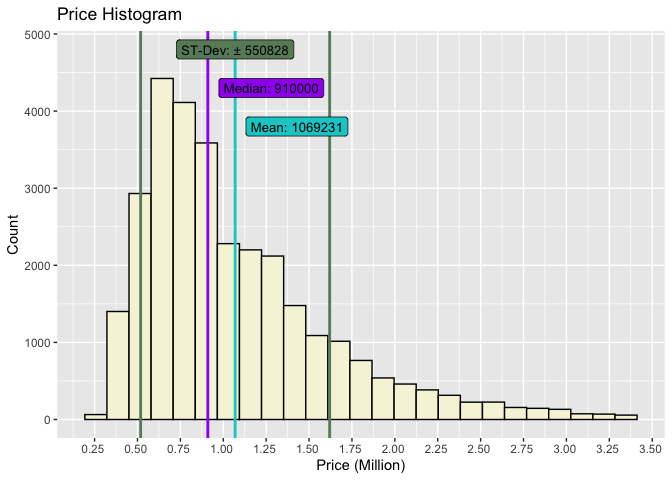 Price Histogram
5000
4000
3000
2000
1000
0
Count
ST-Dev: ± 550828
Median: 910000
Mean: 1069231
0.25 0.50 0.75 1.00 1.25 1.50 1.75 2.00 2.25 2.50 2.75 3.00 3.25 3.50
Price (Million)